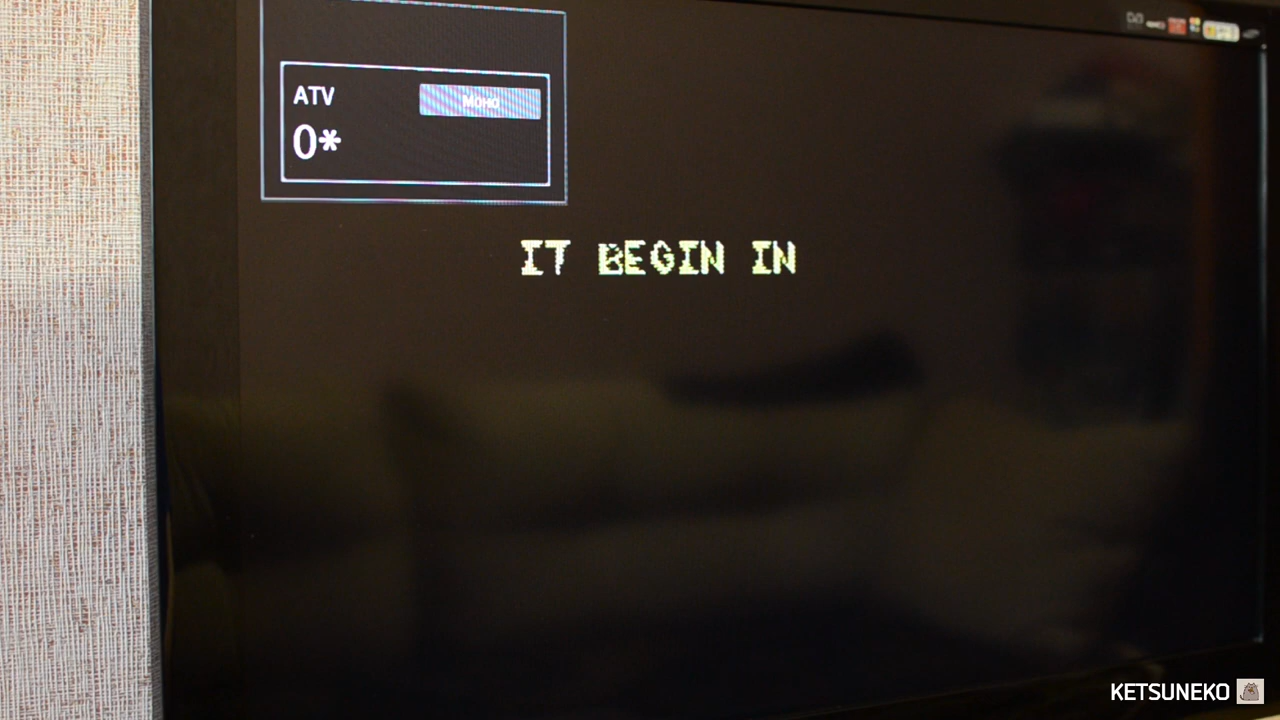 ATV
Моно
0*
IT BEGIN IN
KETSUNEKO